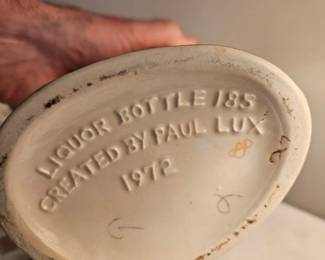 LIQUOR BOTTLE 185
CREATED BY PAUL LUX
1972